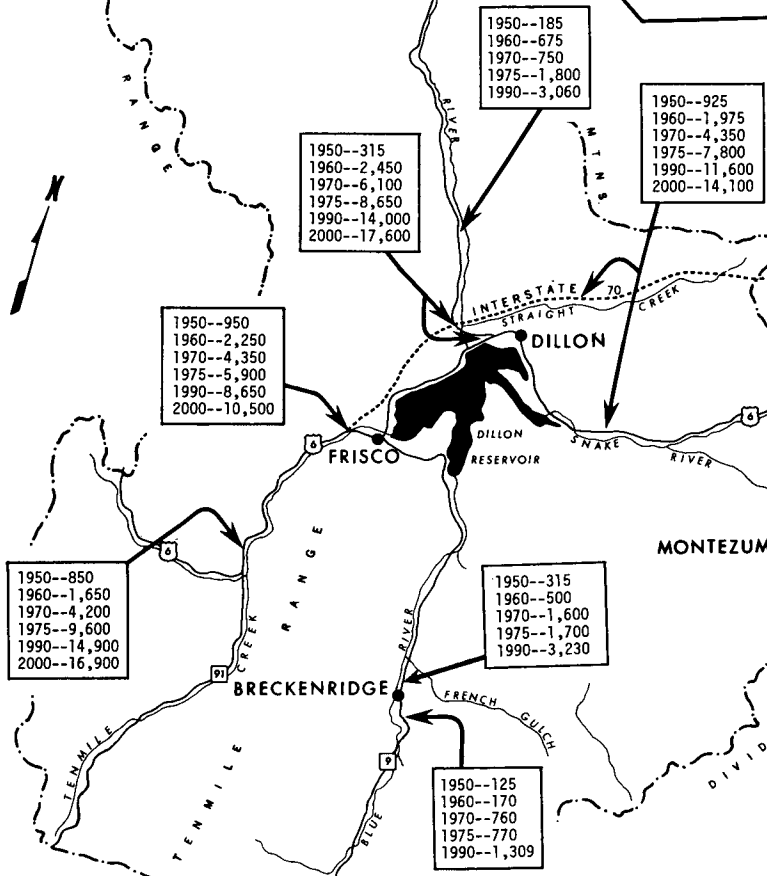 1950--185
1960--675
1970--750
1975--1,800
1990--3,060
1950--925
1960--1,975
1970--4,350
1975--7,800
1990--11,600
2000--14,100
RANGE
RIVER
MTNS
1950--315
1960--2,450
1970--6,100
1975--8,650
1990--14,000
2000--17,600
N
INTERSTATE 70
STRAIGHT CREEK
DILLON
1950--950
1960--2,250
1970--4,350
1975--5,900
1990--8,650
2000--10,500
6
6
FRISCO
DILLON
RESERVOIR
SNAKE RIVER
MONTEZUM
6
1950--850
1960--1,650
1970--4,200
1975--9,600
1990--14,900
2000--16,900
RANGE
1950--315
1960--500
1970--1,600
1975--1,700
1990--3,230
CREEK
RIVER
91
BRECKENRIDGE
FRENCH GULCH
TENMILE
9
1950--125
1960--170
1970--760
1975--770
1990--1,309
DIVID
TENMILE
BLUE